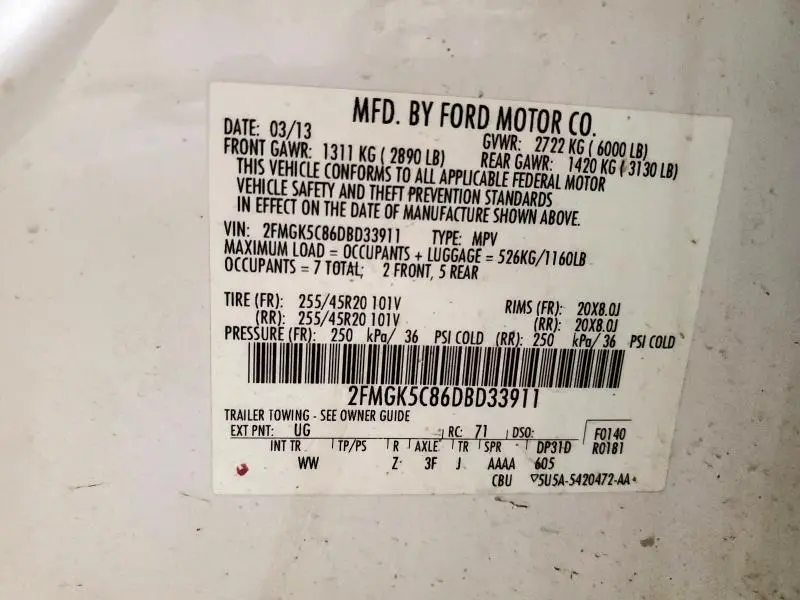 MFD. BY FORD MOTOR CO.
DATE: 03/13 GVWR: 2722 KG ( 6000 LB)
FRONT GAWR: 1311 KG ( 2890 LB) REAR GAWR: 1420 KG ( 3130 LB)
THIS VEHICLE CONFORMS TO ALL APPLICABLE FEDERAL MOTOR
VEHICLE SAFETY AND THEFT PREVENTION STANDARDS
IN EFFECT ON THE DATE OF MANUFACTURE SHOWN ABOVE.
VIN: 2FMGK5C86DBD33911 TYPE: MPV
MAXIMUM LOAD = OCCUPANTS + LUGGAGE = 526KG/1160LB
OCCUPANTS = 7 TOTAL; 2 FRONT, 5 REAR
TIRE (FR): 255/45R20 101V RIMS (FR): 20X8.0J
(RR): 255/45R20 101V (RR): 20X8.0J
PRESSURE (FR): 250 kPa/ 36 PSI COLD (RR): 250 kPa/ 36 PSI COLD
2FMGK5C86DBD33911
TRAILER TOWING - SEE OWNER GUIDE
EXT PNT: UG RC: 71 DSO: F0140
INT TR TP/PS R AXLE TR SPR DP31D R0181
WW Z 3F J AAAA 605
CBU ▽5U5A-5420472-AA